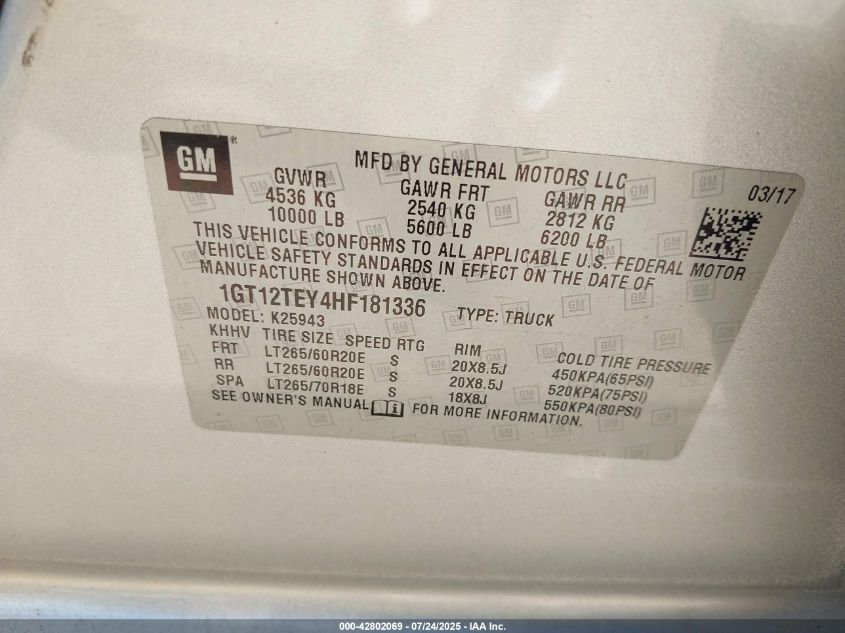 GM ®
MFD BY GENERAL MOTORS LLC
03/17
GVWR GAWR FRT GAWR RR
4536 KG 2540 KG 2812 KG
10000 LB 5600 LB 6200 LB
THIS VEHICLE CONFORMS TO ALL APPLICABLE U.S. FEDERAL MOTOR
VEHICLE SAFETY STANDARDS IN EFFECT ON THE DATE OF
MANUFACTURE SHOWN ABOVE.
1GT12TEY4HF181336 TYPE: TRUCK
MODEL: K25943
KHHV TIRE SIZE SPEED RTG RIM COLD TIRE PRESSURE
FRT LT265/60R20E S 20X8.5J 450KPA(65PSI)
RR LT265/60R20E S 20X8.5J 520KPA(75PSI)
SPA LT265/70R18E S 18X8J 550KPA(80PSI)
SEE OWNER'S MANUAL i FOR MORE INFORMATION.
000-42802069 - 07/24/2025 - IAA Inc.